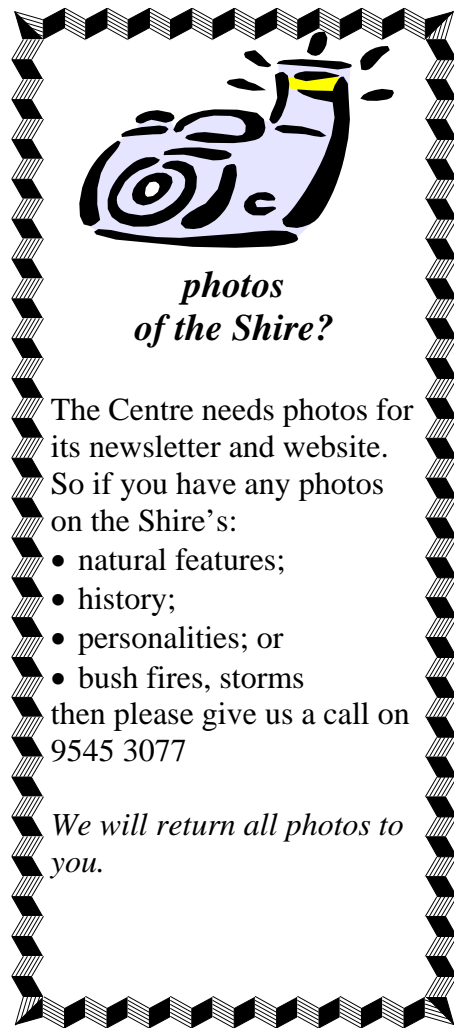 photos
of the Shire?
The Centre needs photos for
its newsletter and website.
So if you have any photos
on the Shire’s:
• natural features;
• history;
• personalities; or
• bush fires, storms
then please give us a call on
9545 3077
We will return all photos to
you.